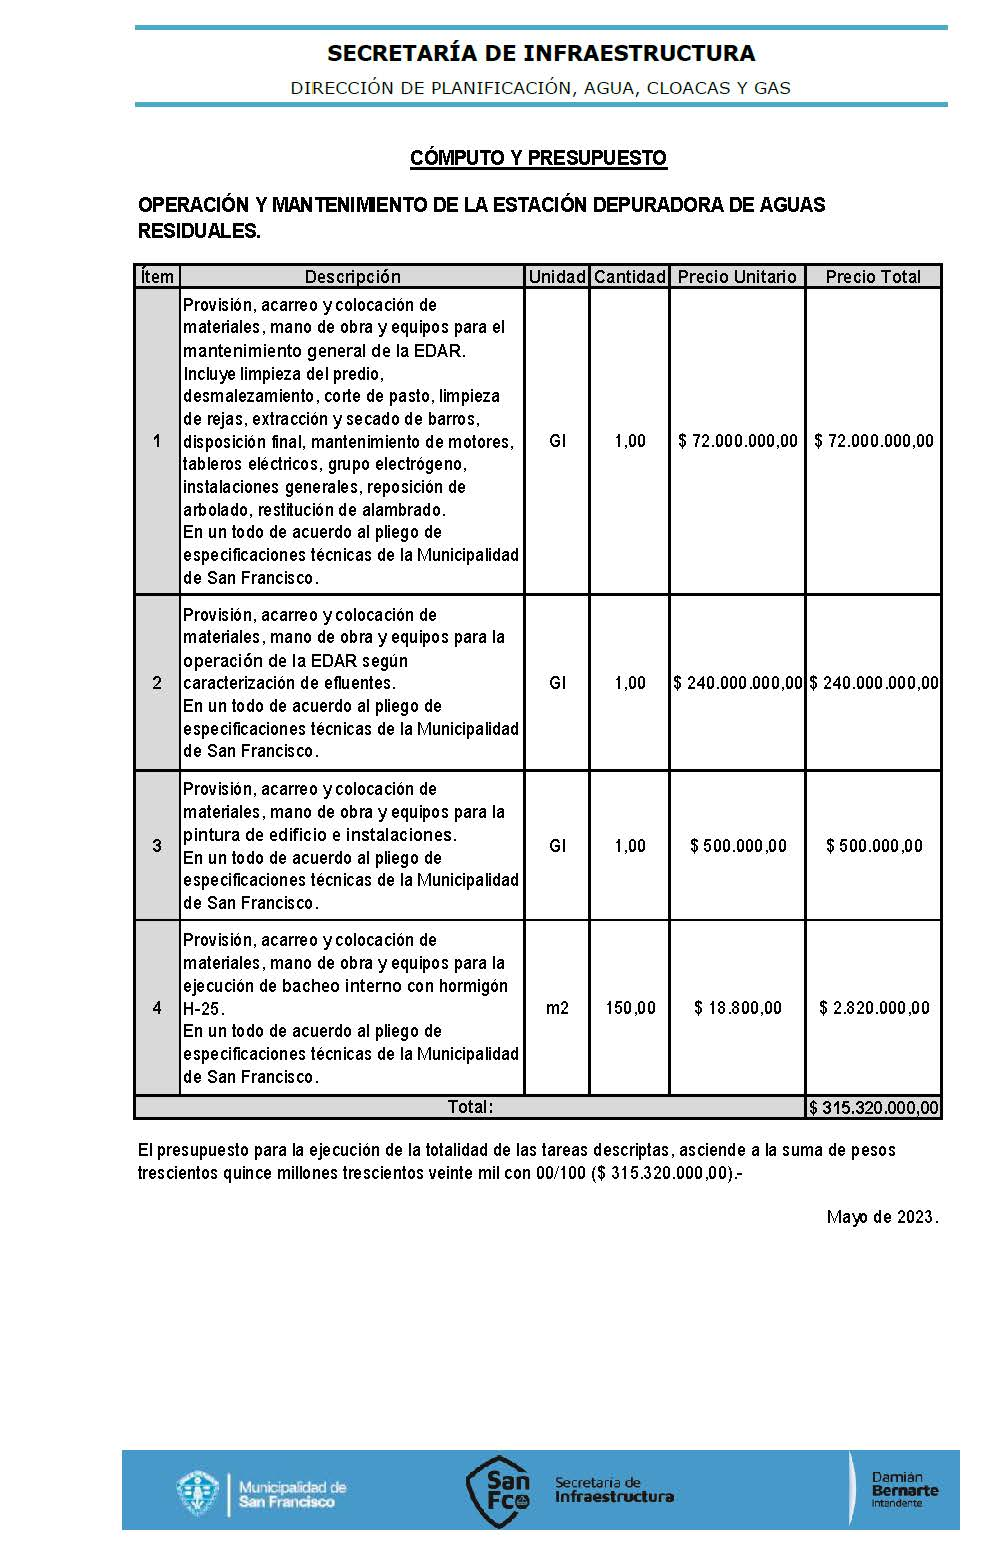 SECRETARÍA DE INFRAESTRUCTURA
DIRECCIÓN DE PLANIFICACIÓN, AGUA, CLOACAS Y GAS
CÓMPUTO Y PRESUPUESTO
OPERACIÓN Y MANTENIMIENTO DE LA ESTACIÓN DEPURADORA DE AGUAS
RESIDUALES.
Ítem Descripción Unidad Cantidad Precio Unitario Precio Total
Provisión, acarreo y colocación de
materiales, mano de obra y equipos para el
mantenimiento general de la EDAR.
Incluye limpieza del predio,
desmalezamiento, corte de pasto, limpieza
de rejas, extracción y secado de barros,
1 disposición final, mantenimiento de motores, Gl 1,00 $ 72.000.000,00 $ 72.000.000,00
tableros eléctricos, grupo electrógeno,
instalaciones generales, reposición de
arbolado, restitución de alambrado.
En un todo de acuerdo al pliego de
especificaciones técnicas de la Municipalidad
de San Francisco.
Provisión, acarreo y colocación de
materiales, mano de obra y equipos para la
operación de la EDAR según
2 caracterización de efluentes. Gl 1,00 $ 240.000.000,00 $ 240.000.000,00
En un todo de acuerdo al pliego de
especificaciones técnicas de la Municipalidad
de San Francisco.
Provisión, acarreo y colocación de
materiales, mano de obra y equipos para la
pintura de edificio e instalaciones.
3 Gl 1,00 $ 500.000,00 $ 500.000,00
En un todo de acuerdo al pliego de
especificaciones técnicas de la Municipalidad
de San Francisco.
Provisión, acarreo y colocación de
materiales, mano de obra y equipos para la
ejecución de bacheo interno con hormigón
4 H-25. m2 150,00 $ 18.800,00 $ 2.820.000,00
En un todo de acuerdo al pliego de
especificaciones técnicas de la Municipalidad
de San Francisco.
Total: $ 315.320.000,00
El presupuesto para la ejecución de la totalidad de las tareas descriptas, asciende a la suma de pesos
trescientos quince millones trescientos veinte mil con 00/100 ($ 315.320.000,00).-
Mayo de 2023.
Municipalidad de
San Francisco
San
Fco
Secretaría de
Infraestructura
Damián
Bernarte
Intendente